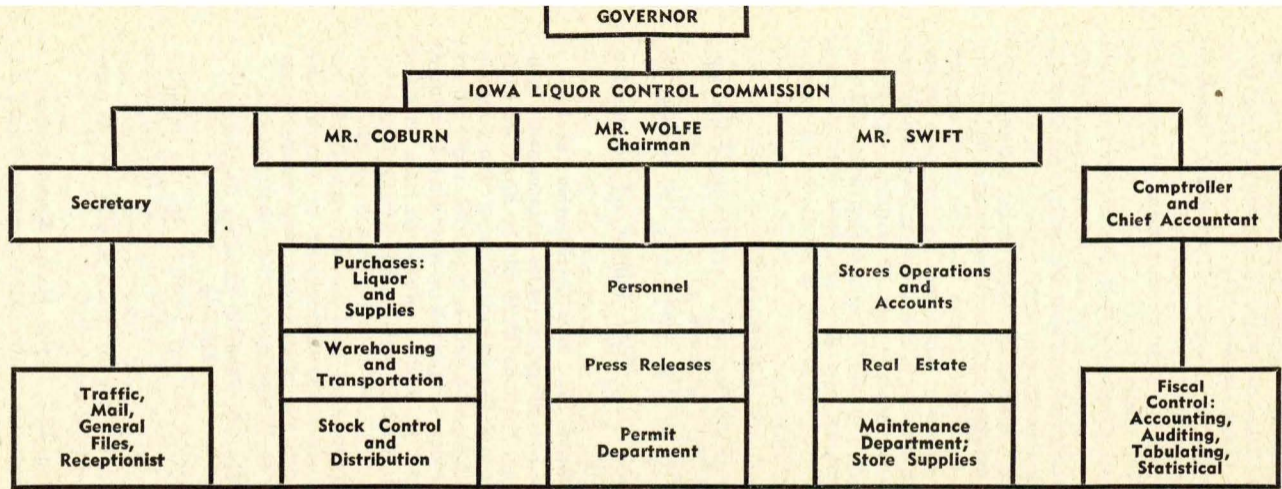 GOVERNOR
IOWA LIQUOR CONTROL COMMISSION
MR. COBURN
MR. WOLFE
Chairman
MR. SWIFT
Secretary
Comptroller
and
Chief Accountant
Purchases:
Liquor
and
Supplies
Personnel
Stores Operations
and
Accounts
Warehousing
and
Transportation
Press Releases
Real Estate
Traffic,
Mail,
General
Files,
Receptionist
Stock Control
and
Distribution
Permit
Department
Maintenance
Department;
Store Supplies
Fiscal
Control:
Accounting,
Auditing,
Tabulating,
Statistical